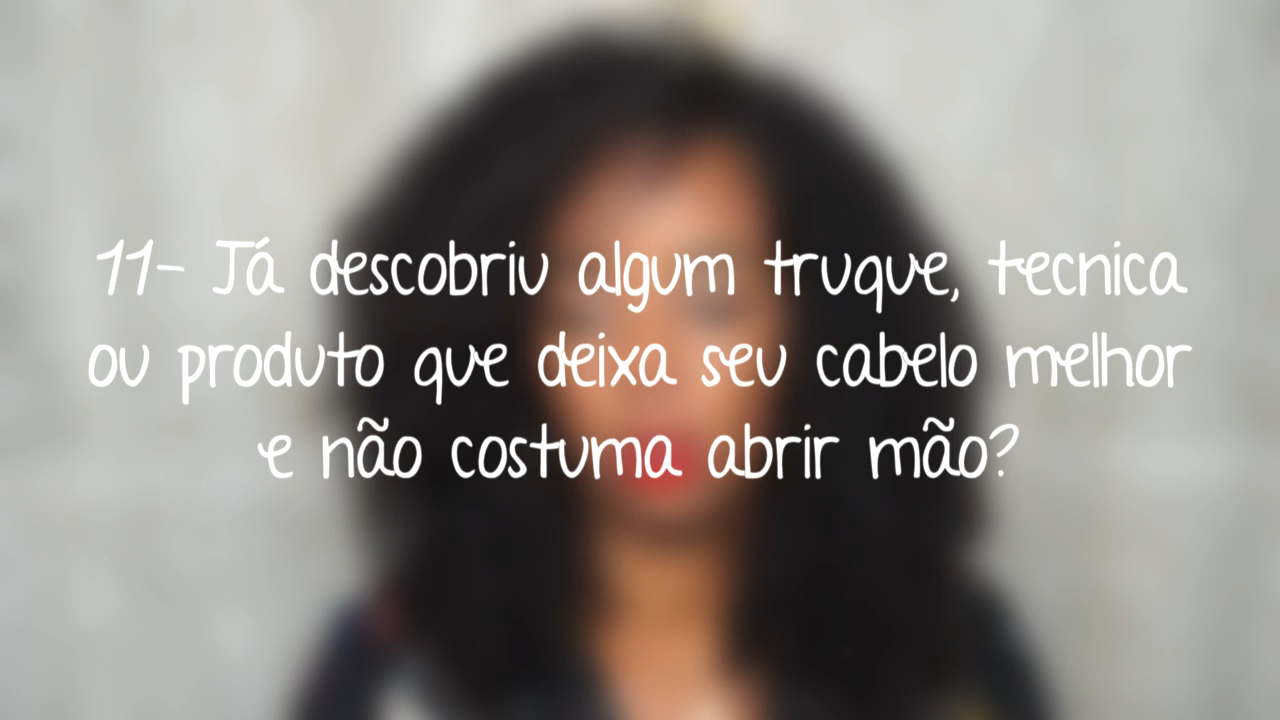 11- Já descobriu algum truque, tecnica
ou produto que deixa seu cabelo melhor
e não costuma abrir mão?